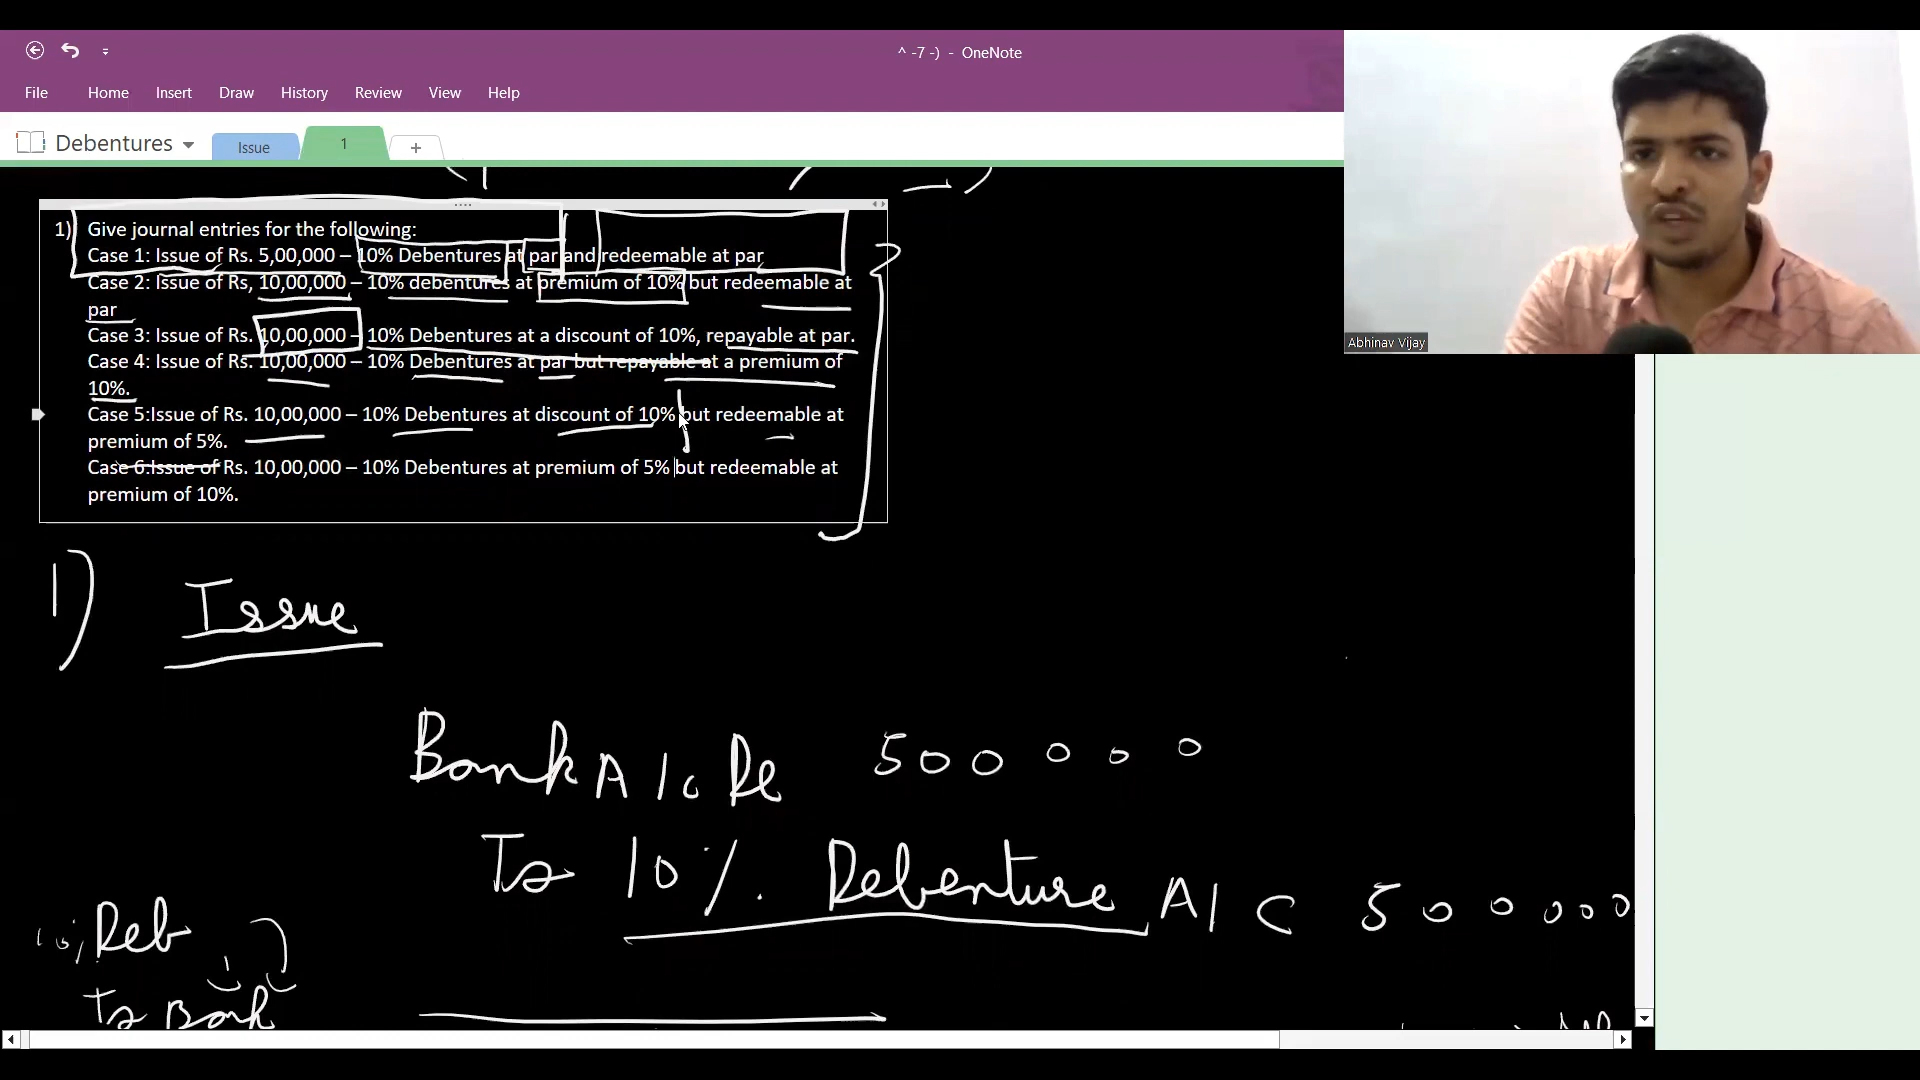 ^ -7 -) - OneNote
File Home Insert Draw History Review View Help
Debentures Issue 1 +
1) Give journal entries for the following:
Case 1: Issue of Rs. 5,00,000 – 10% Debentures at par and redeemable at par
Case 2: Issue of Rs, 10,00,000 – 10% debentures at premium of 10% but redeemable at
par
Case 3: Issue of Rs. 10,00,000 – 10% Debentures at a discount of 10%, repayable at par.
Case 4: Issue of Rs. 10,00,000 – 10% Debentures at par but repayable at a premium of
10%.
Case 5:Issue of Rs. 10,00,000 – 10% Debentures at discount of 10% but redeemable at
premium of 5%.
Case 6:Issue of Rs. 10,00,000 – 10% Debentures at premium of 5% but redeemable at
premium of 10%.
Abhinav Vijay
1) Issue
Bank A/c De 500000
To 10%. Debenture A/C 500000
10% Deb
To Bank